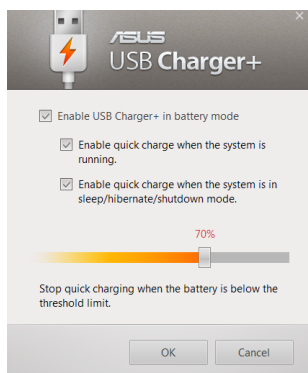 ASUS
USB Charger+
Enable USB Charger+ in battery mode
Enable quick charge when the system is
running.
Enable quick charge when the system is in
sleep/hibernate/shutdown mode.
70%
Stop quick charging when the battery is below the
threshold limit.
OK
Cancel